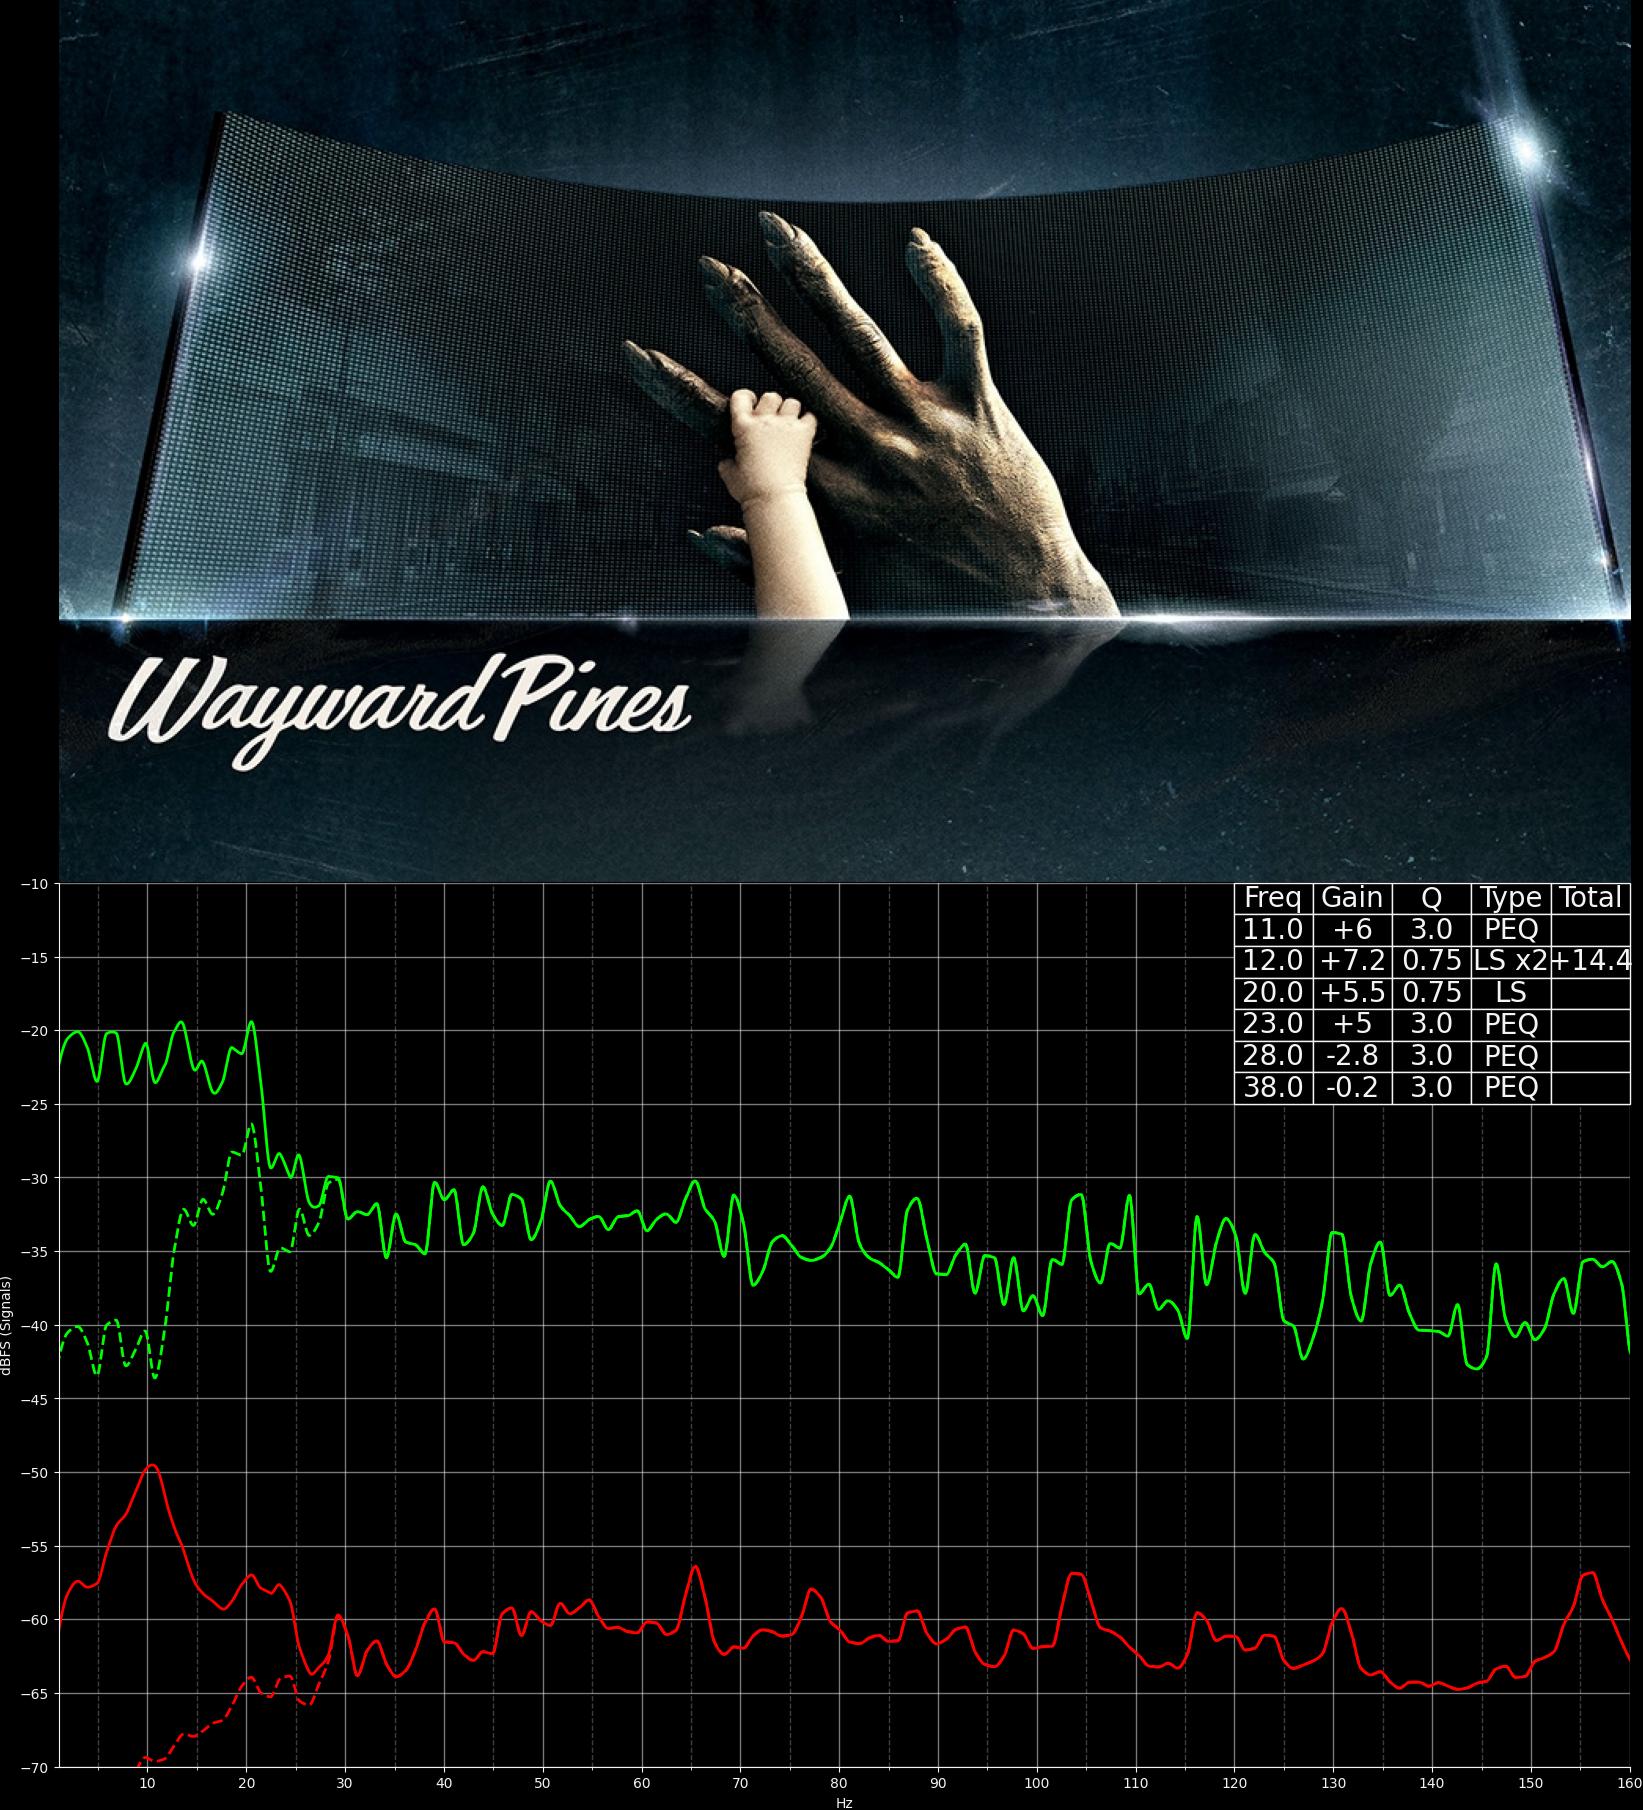 Wayward Pines
Freq Gain Q Type Total
11.0 +6 3.0 PEQ
12.0 +7.2 0.75 LS x2 +14.4
20.0 +5.5 0.75 LS
23.0 +5 3.0 PEQ
28.0 -2.8 3.0 PEQ
38.0 -0.2 3.0 PEQ
−10
−15
−20
−25
−30
−35
−40
−45
−50
−55
−60
−65
−70
dBFS (Signals)
10 20 30 40 50 60 70 80 90 100 110 120 130 140 150 160
Hz